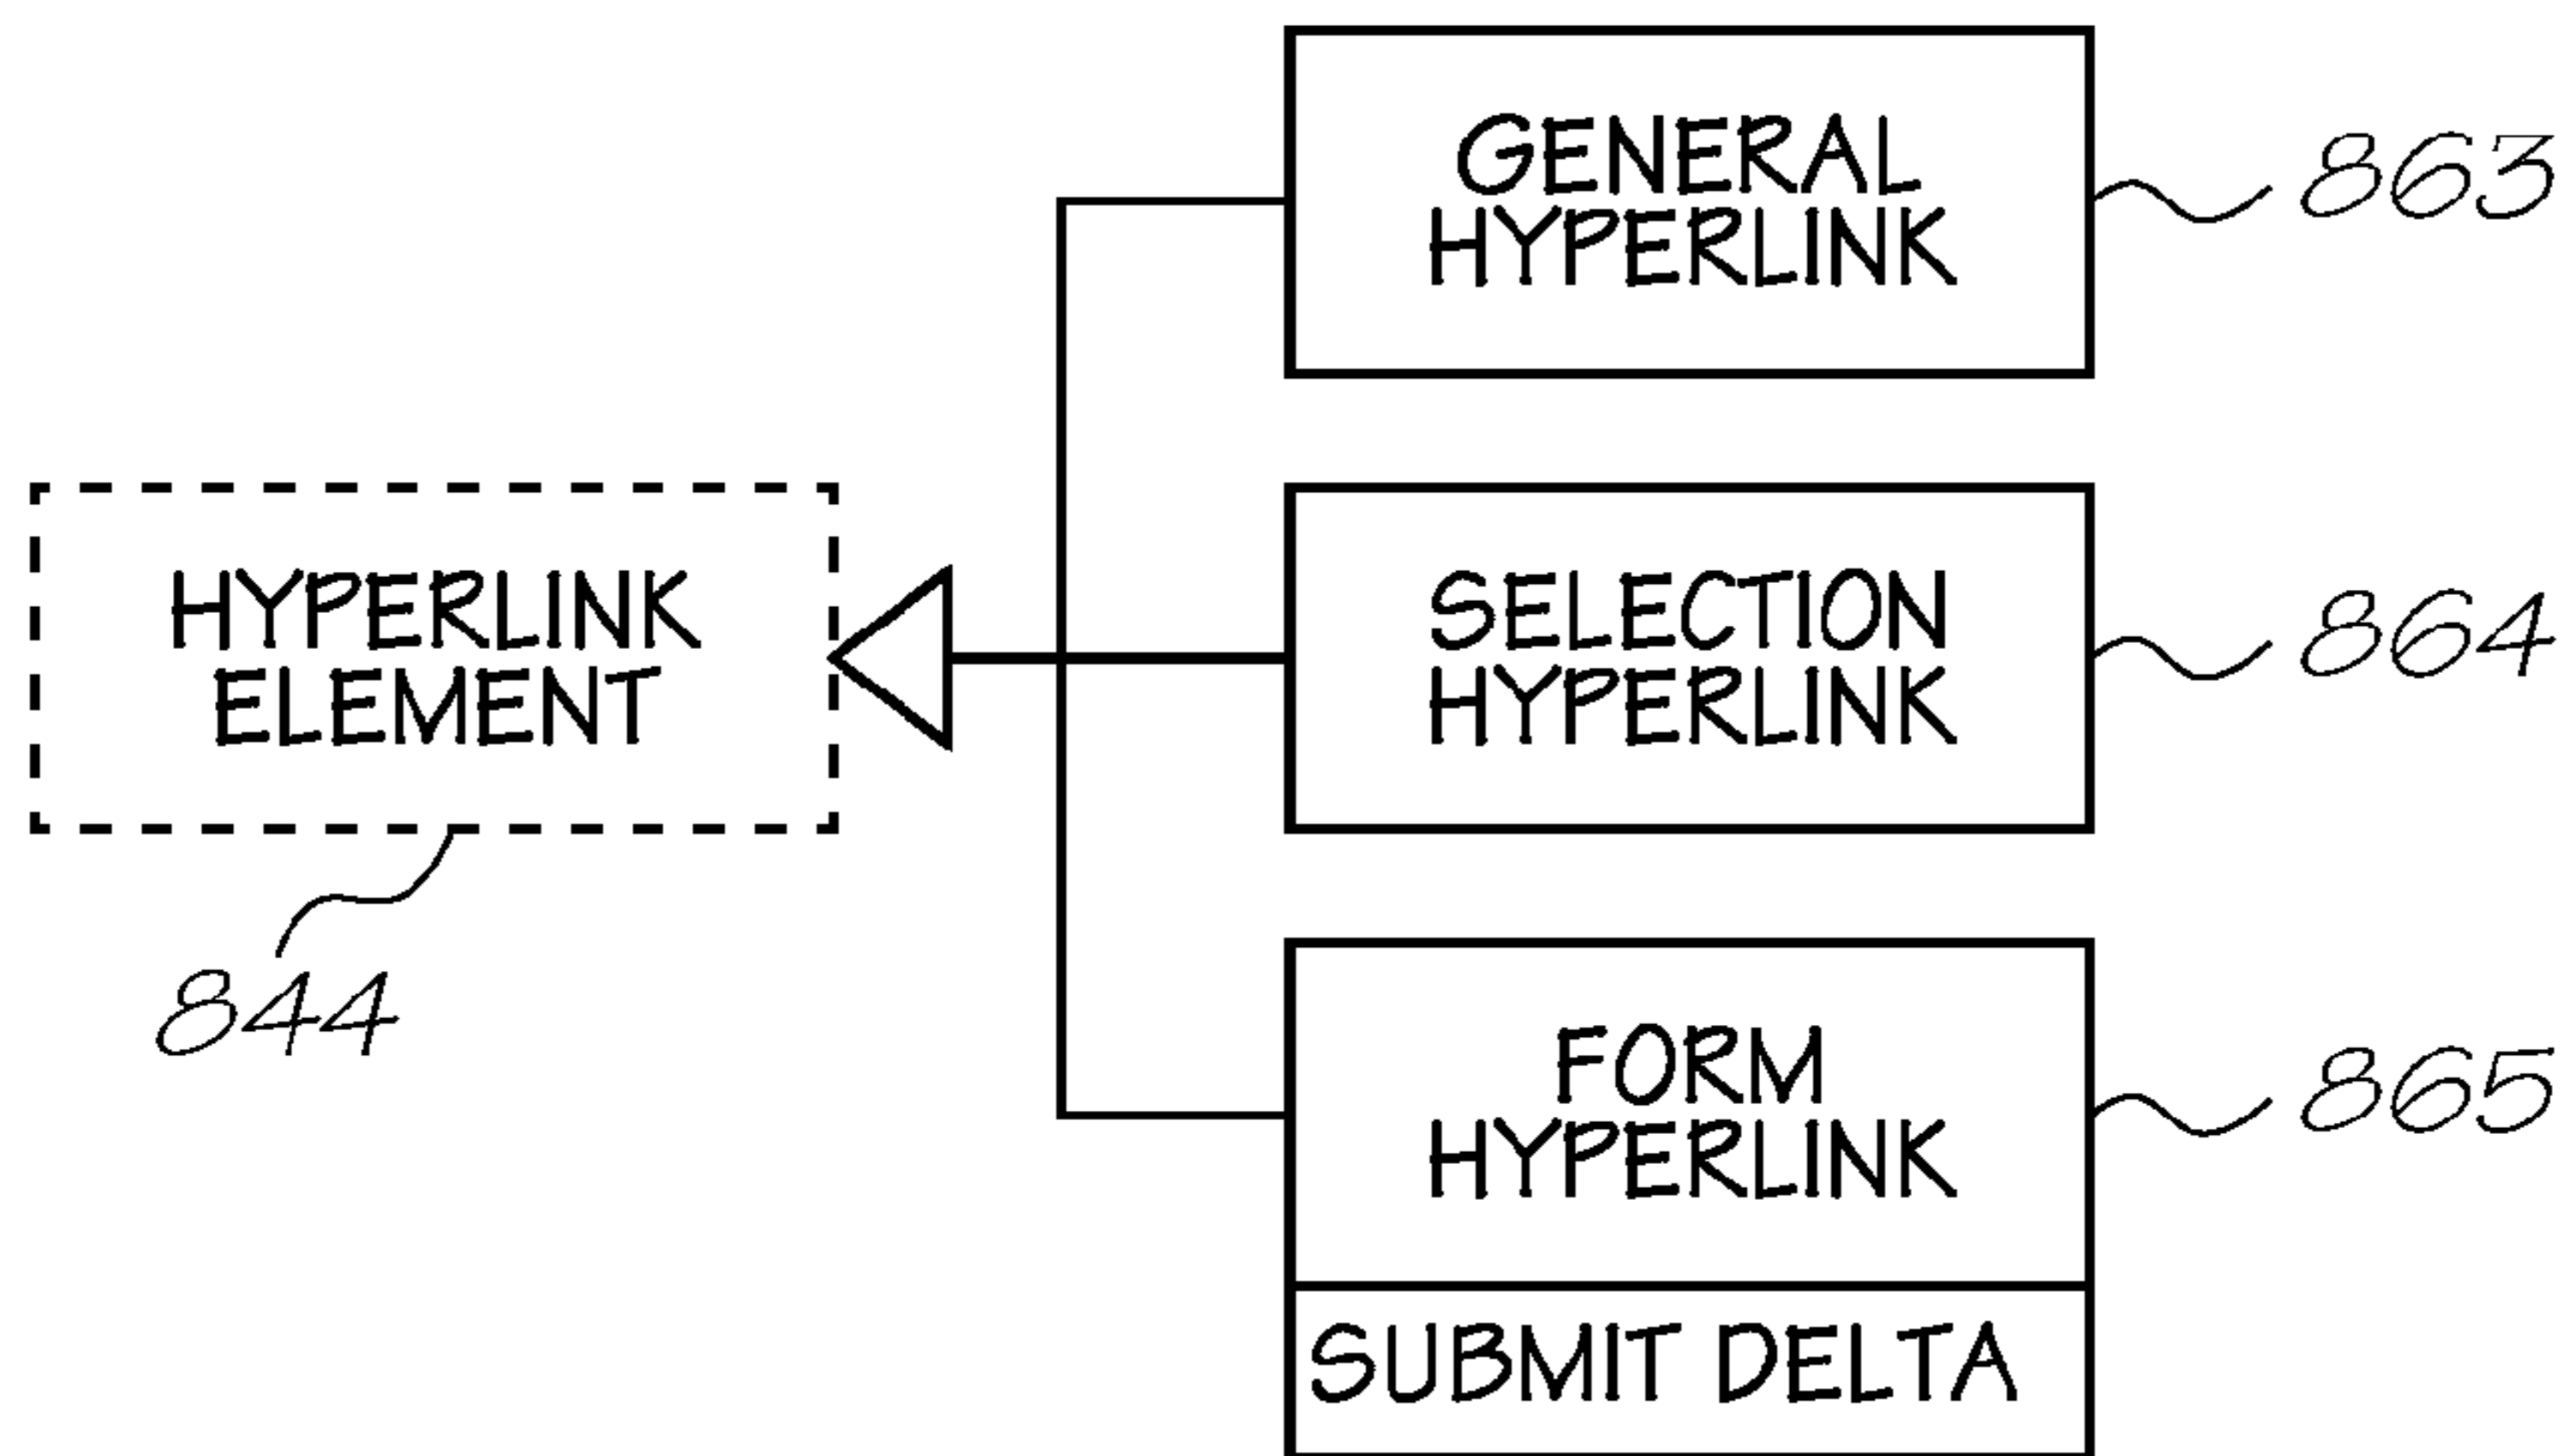 GENERAL
HYPERLINK
863
HYPERLINK
ELEMENT
844
SELECTION
HYPERLINK
864
FORM
HYPERLINK
865
SUBMIT DELTA